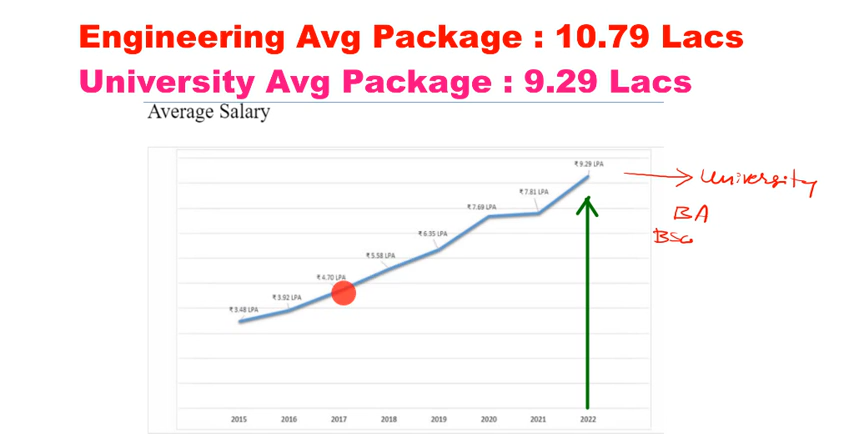 Engineering Avg Package : 10.79 Lacs
University Avg Package : 9.29 Lacs
Average Salary
₹ 9.29 LPA
University
₹ 7.81 LPA
₹ 7.69 LPA
BA
₹ 6.35 LPA
BSc
₹ 5.58 LPA
₹ 4.70 LPA
₹ 3.92 LPA
₹ 3.48 LPA
2015 2016 2017 2018 2019 2020 2021 2022